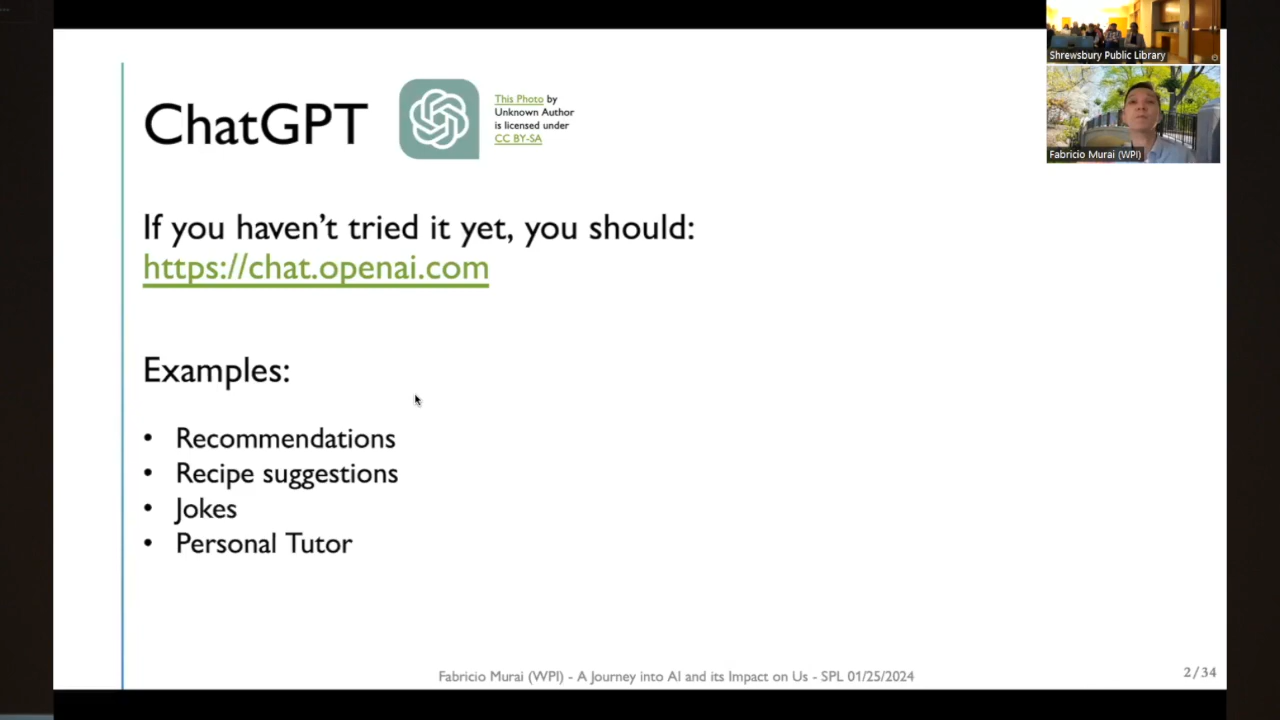 Shrewsbury Public Library
Fabricio Murai (WPI)
ChatGPT
This Photo by
Unknown Author
is licensed under
CC BY-SA
If you haven't tried it yet, you should:
https://chat.openai.com
Examples:
• Recommendations
• Recipe suggestions
• Jokes
• Personal Tutor
Fabricio Murai (WPI) - A Journey into AI and its Impact on Us - SPL 01/25/2024
2 / 34